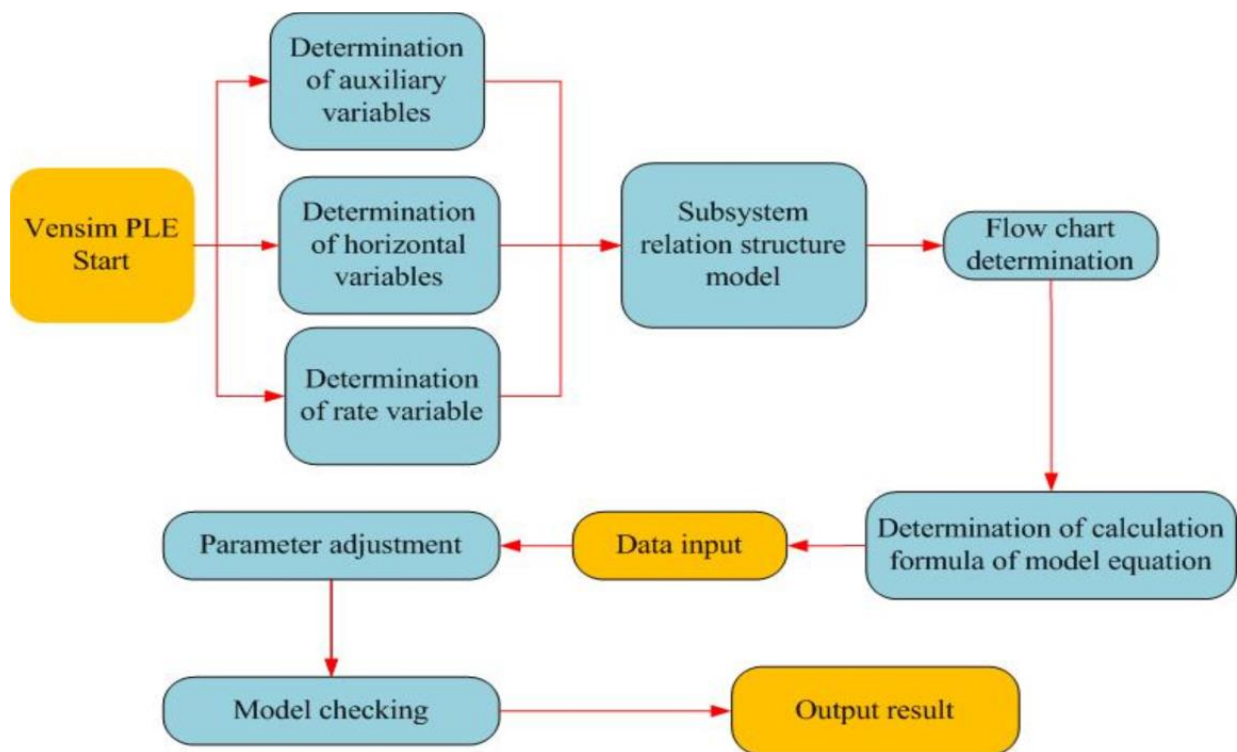 Vensim PLE
Start
Determination
of auxiliary
variables
Determination
of horizontal
variables
Determination
of rate variable
Subsystem
relation structure
model
Flow chart
determination
Determination of calculation
formula of model equation
Data input
Parameter adjustment
Model checking
Output result